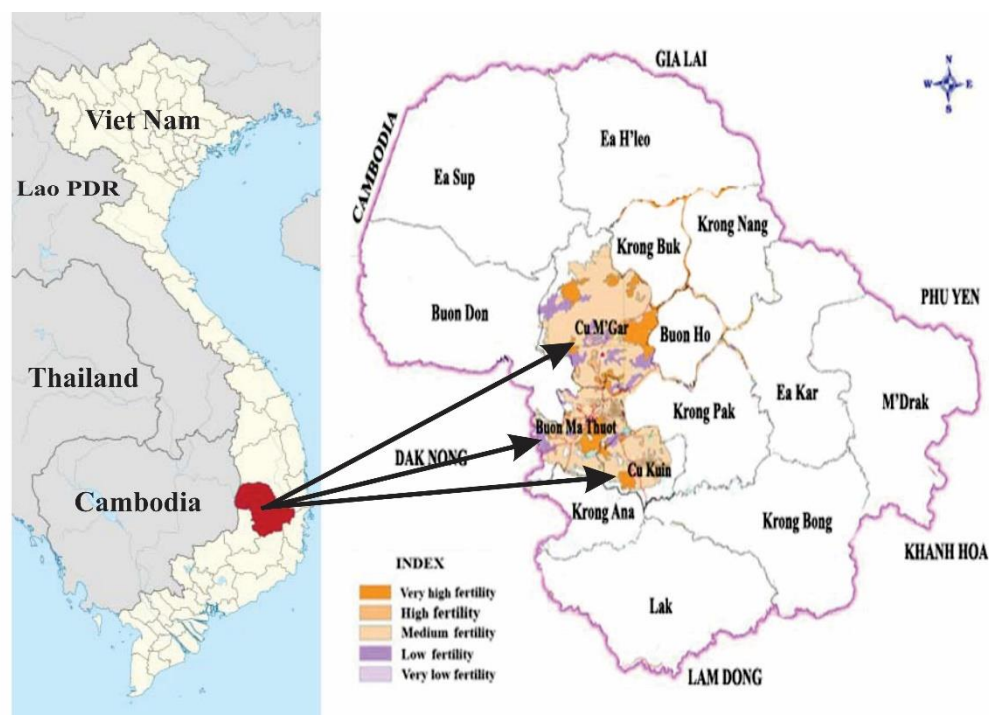 Viet Nam
Lao PDR
Thailand
Cambodia
GIA LAI
N
W E
S
CAMBODIA
Ea H'leo
Ea Sup
Krong Nang
Krong Buk
PHU YEN
Buon Don
Cu M'Gar
Buon Ho
Ea Kar
M'Drak
Krong Pak
Buon Ma Thuot
DAK NONG
Cu Kuin
Krong Ana
Krong Bong
KHANH HOA
Lak
LAM DONG
INDEX
Very high fertility
High fertility
Medium fertility
Low fertility
Very low fertility